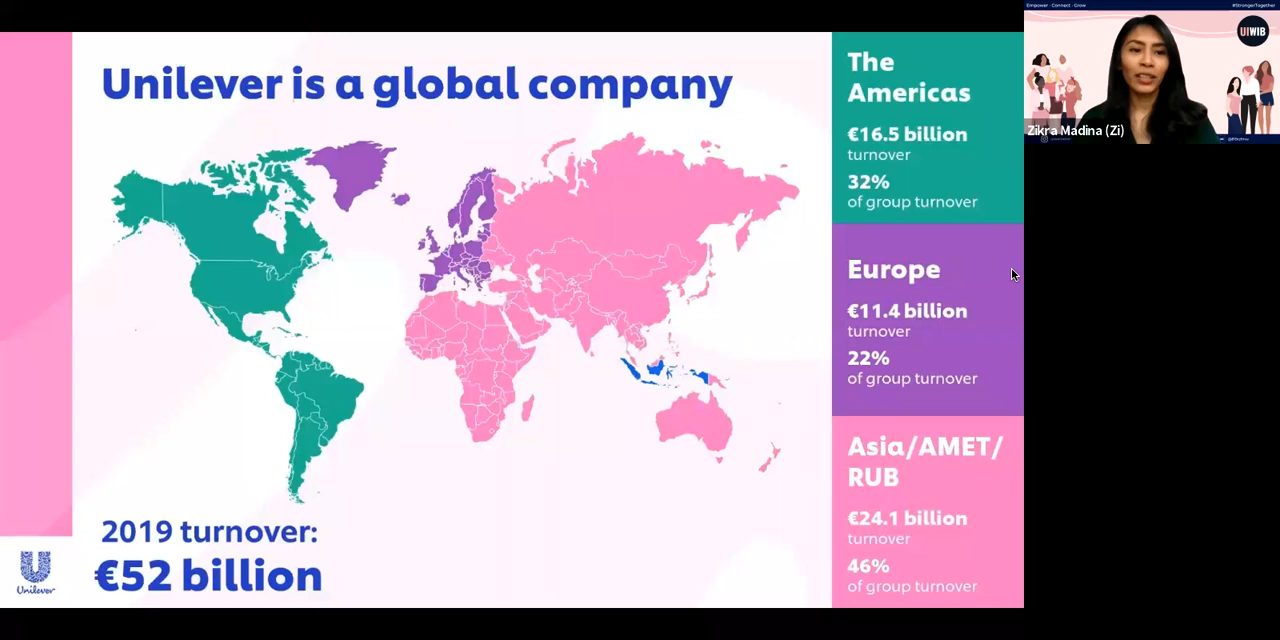 Unilever is a global company
2019 turnover:
€52 billion
Unilever
The
Americas
€16.5 billion
turnover
32%
of group turnover
Europe
€11.4 billion
turnover
22%
of group turnover
Asia/AMET/
RUB
€24.1 billion
turnover
46%
of group turnover
Empower · Connect · Grow
#StrongerTogether
UIWIB
Zikra Madina (Zi)